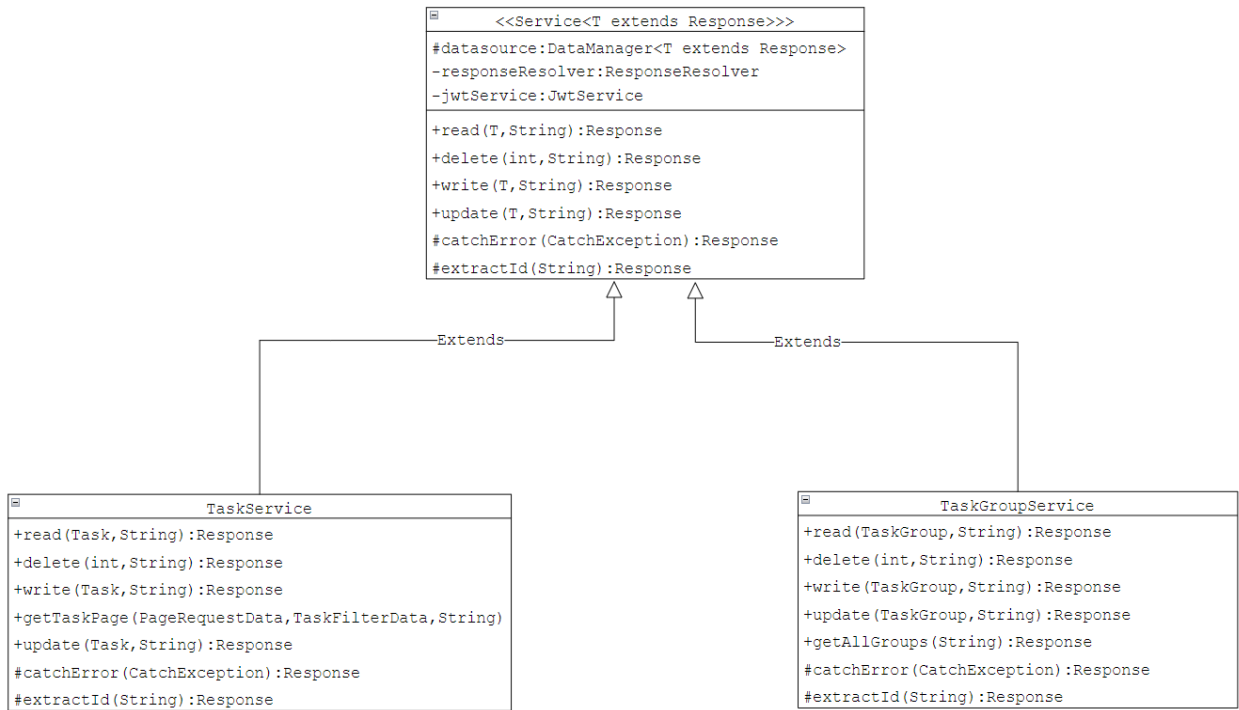 <<Service<T extends Response>>>
#datasource:DataManager<T extends Response>
-responseResolver:ResponseResolver
-jwtService:JwtService
+read(T,String):Response
+delete(int,String):Response
+write(T,String):Response
+update(T,String):Response
#catchError(CatchException):Response
#extractId(String):Response
Extends
Extends
TaskService
+read(Task,String):Response
+delete(int,String):Response
+write(Task,String):Response
+getTaskPage(PageRequestData,TaskFilterData,String)
+update(Task,String):Response
#catchError(CatchException):Response
#extractId(String):Response
TaskGroupService
+read(TaskGroup,String):Response
+delete(int,String):Response
+write(TaskGroup,String):Response
+update(TaskGroup,String):Response
+getAllGroups(String):Response
#catchError(CatchException):Response
#extractId(String):Response